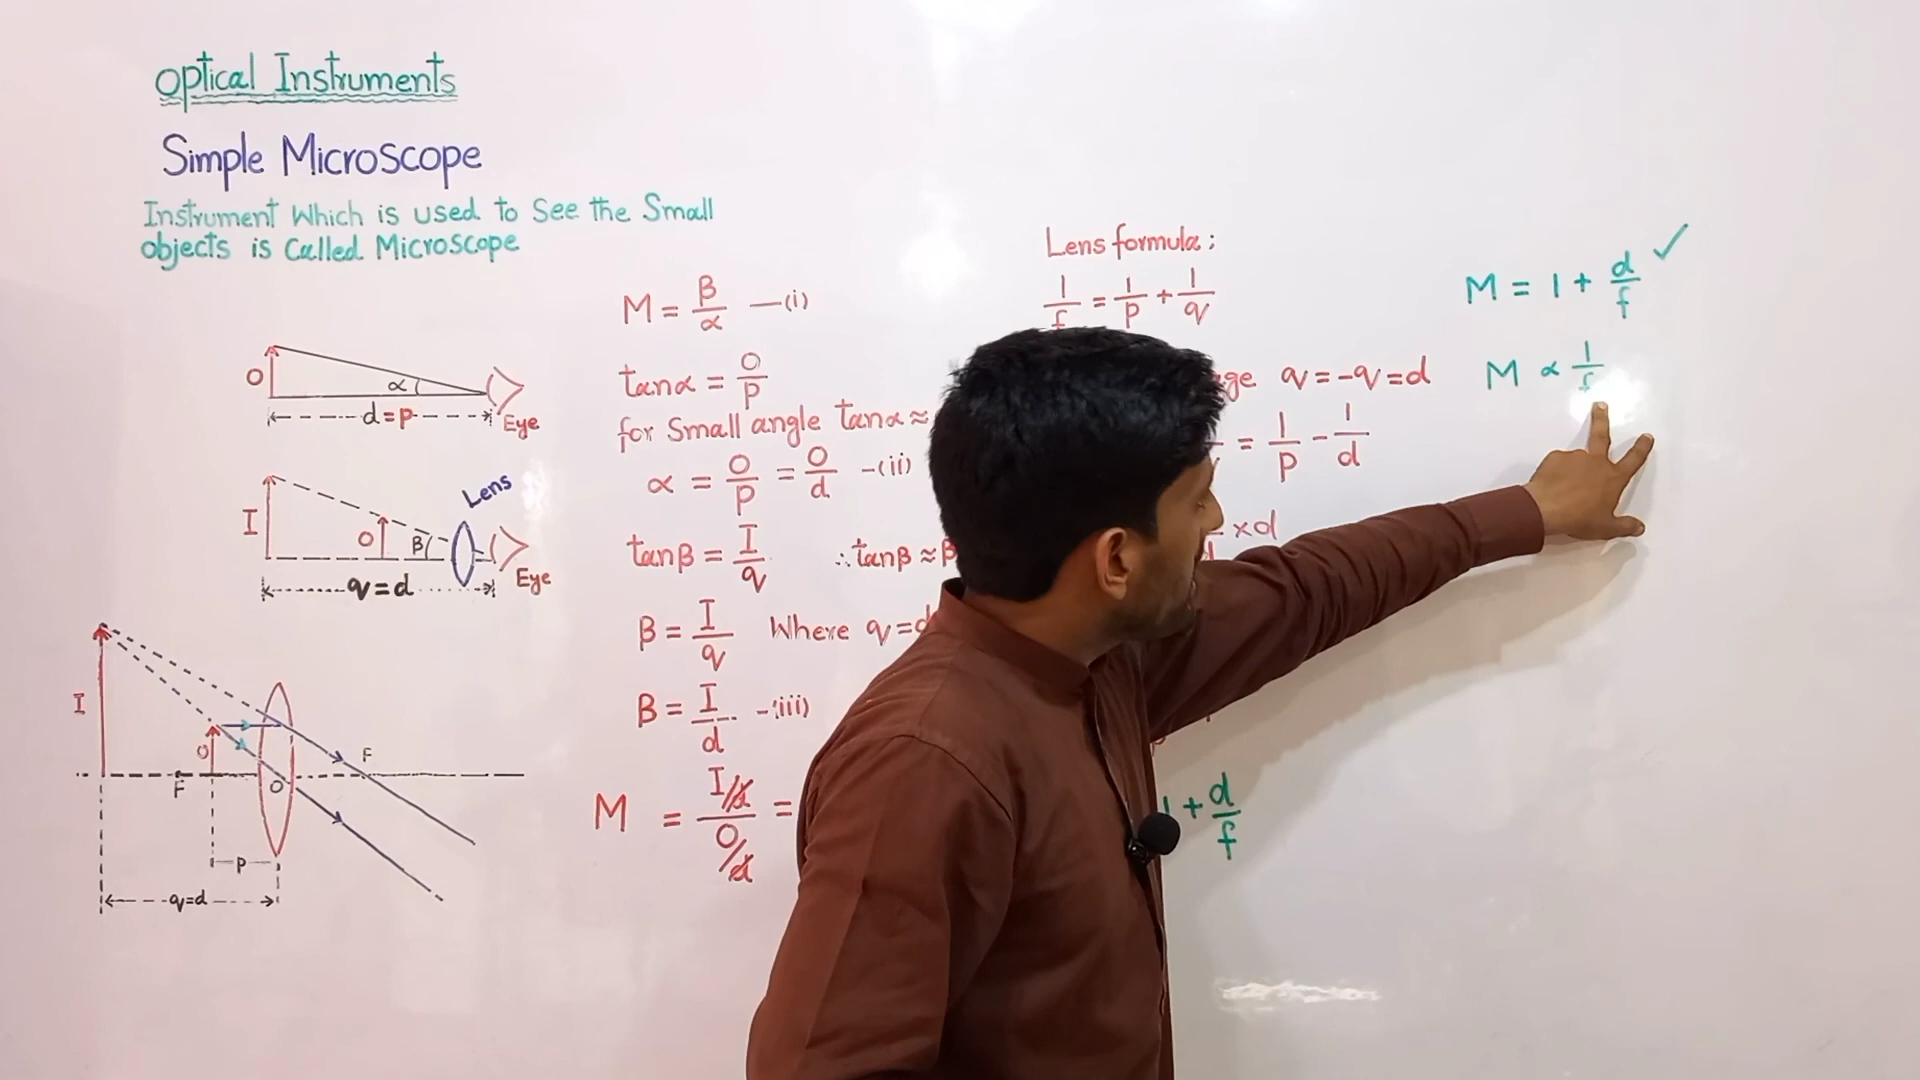 Optical Instruments
Simple Microscope
Instrument Which is used to See the Small
objects is Called Microscope
O α
d=p Eye
Lens
I O β
q=d Eye
I O F F O
p
q=d
M = β/α —(i)
tanα = O/p
for Small angle tanα ≈
α = O/p = O/d -(ii)
tanβ = I/q ∴tanβ ≈ β
β = I/q Where q=d
B = I/d -(iii)
M = I/d / O/d =
Lens formula:
1/f = 1/p + 1/q
q=-q=d
= 1/p - 1/d
×d
1 + d/f
M = 1 + d/f ✓
M ∝ 1/f